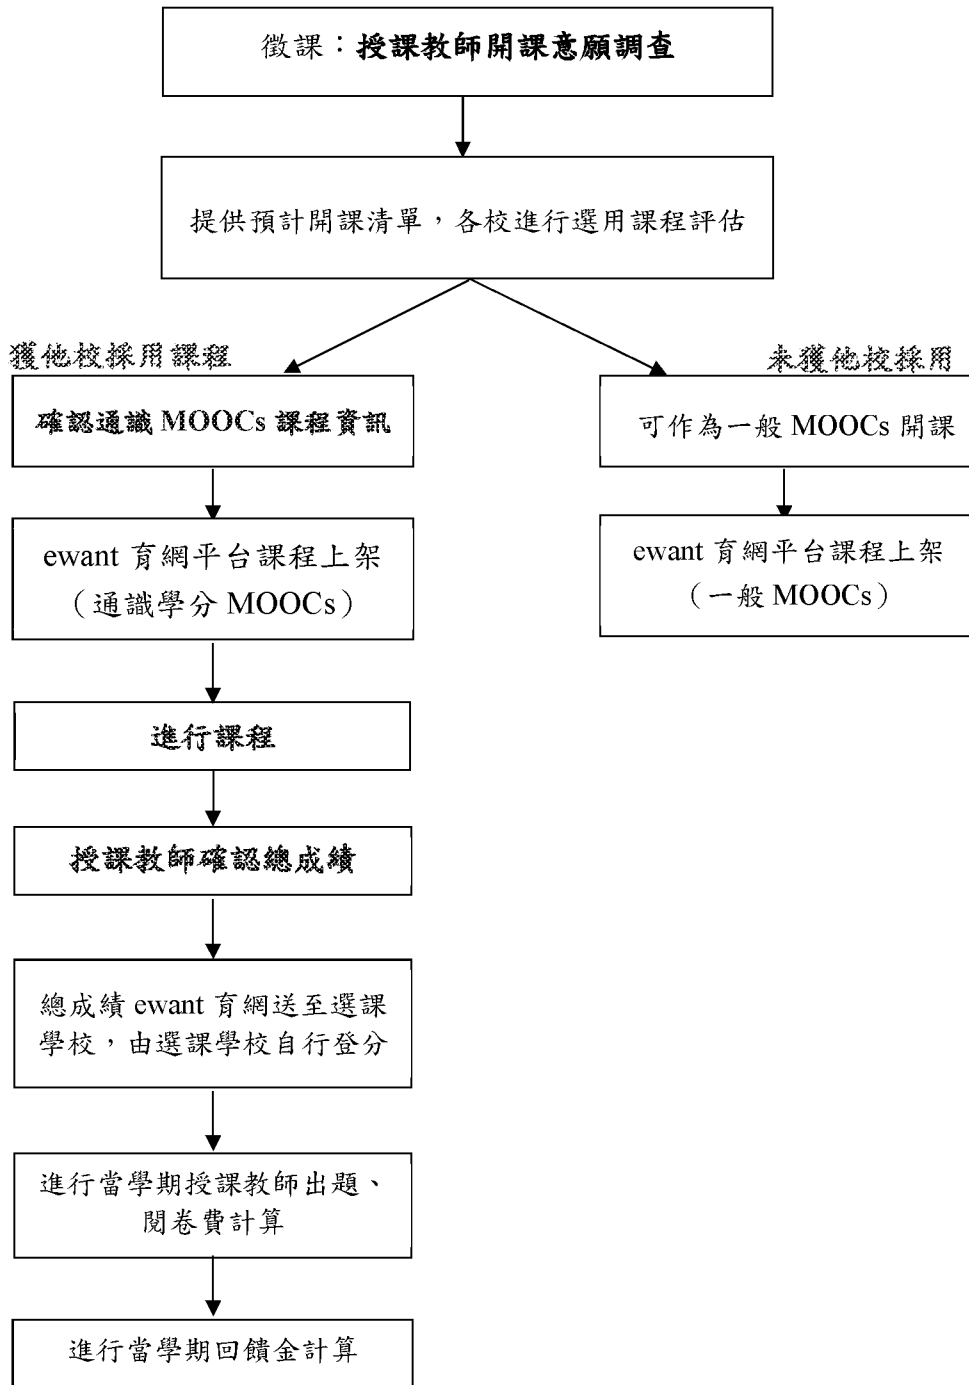 徵課：授課教師開課意願調查
提供預計開課清單，各校進行選用課程評估
獲他校採用課程
未獲他校採用
確認通識 MOOCs 課程資訊
可作為一般 MOOCs 開課
ewant 育網平台課程上架
（通識學分 MOOCs）
ewant 育網平台課程上架
（一般 MOOCs）
進行課程
授課教師確認總成績
總成績 ewant 育網送至選課
學校，由選課學校自行登分
進行當學期授課教師出題、
閱卷費計算
進行當學期回饋金計算